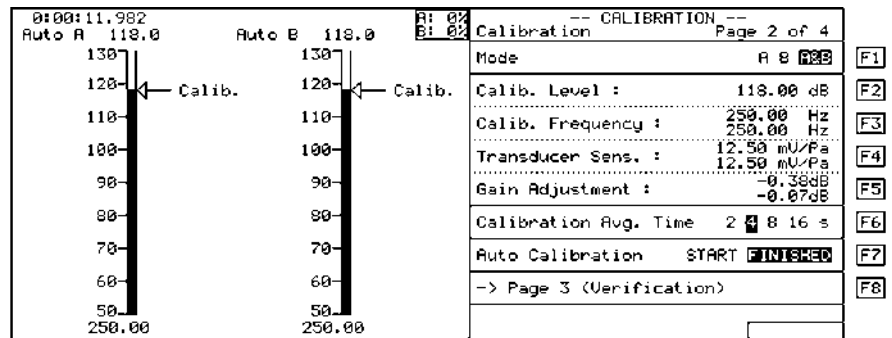 0:00:11.982
A: 0%
B: 0%
Auto A 118.0
Auto B 118.0
130
120
110
100
90
80
70
60
50
250.00
Calib.
130
120
110
100
90
80
70
60
50
250.00
Calib.
-- CALIBRATION --
Calibration Page 2 of 4
Mode A B A&B
F1
Calib. Level : 118.00 dB
F2
Calib. Frequency : 250.00 Hz
250.00 Hz
F3
Transducer Sens. : 12.50 mV/Pa
12.50 mV/Pa
F4
Gain Adjustment : -0.38dB
-0.07dB
F5
Calibration Avg. Time 2 4 8 16 s
F6
Auto Calibration START FINISHED
F7
-> Page 3 (Verification)
F8